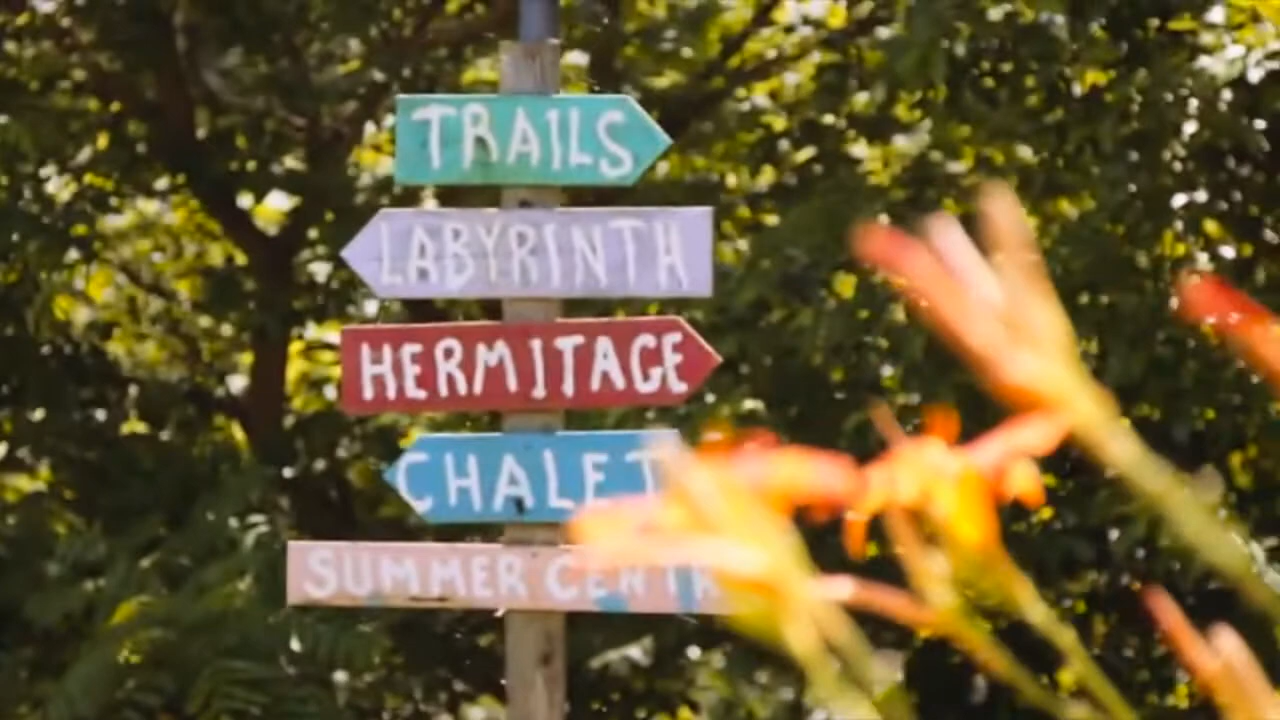 TRAILS
LABYRINTH
HERMITAGE
CHALET
SUMMER